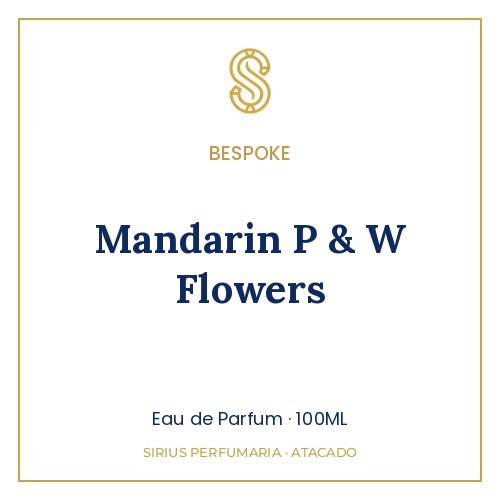 BESPOKE
Mandarin P & W
Flowers
Eau de Parfum · 100ML
SIRIUS PERFUMARIA · ATACADO